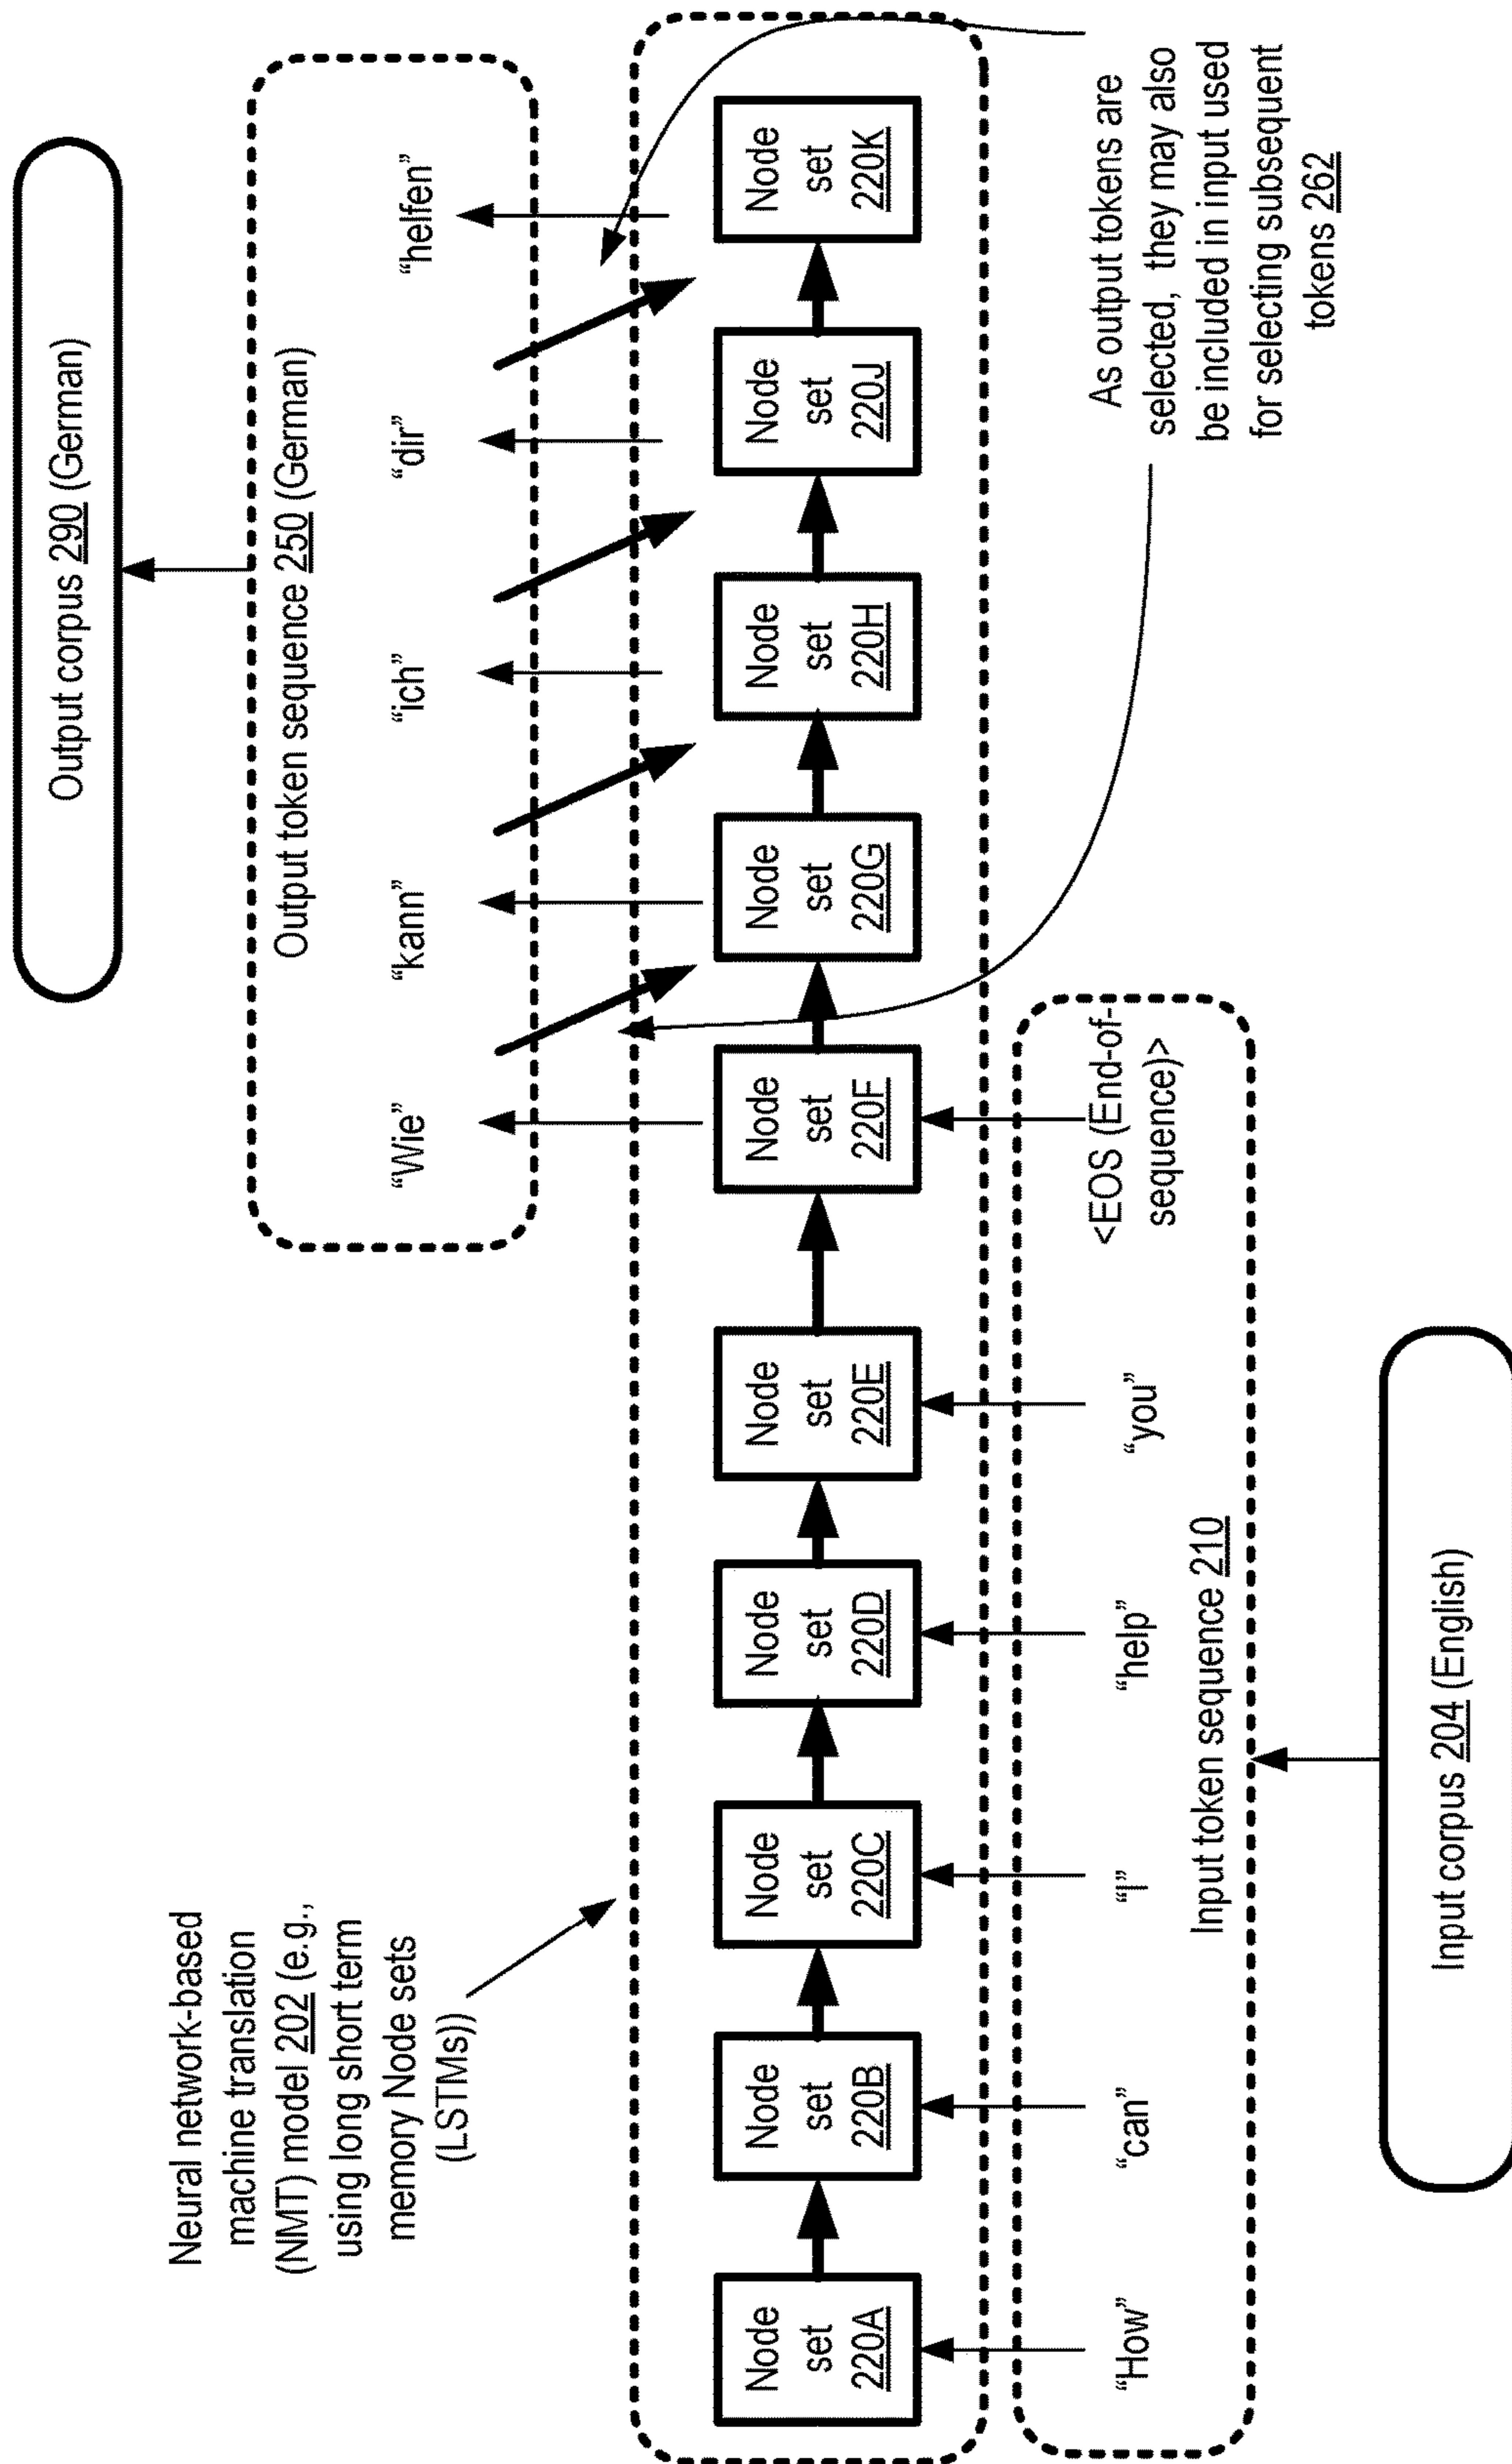 Output corpus 290 (German)
Output token sequence 250 (German)
“Wie”
“kann”
“ich”
“dir”
“helfen”
Neural network-based
machine translation
(NMT) model 202 (e.g.,
using long short term
memory Node sets
(LSTMs))
Node
set
220A
Node
set
220B
Node
set
220C
Node
set
220D
Node
set
220E
Node
set
220F
Node
set
220G
Node
set
220H
Node
set
220J
Node
set
220K
“How”
“can”
“I”
“help”
“you”
<EOS (End-of-
sequence)>
Input token sequence 210
Input corpus 204 (English)
As output tokens are
selected, they may also
be included in input used
for selecting subsequent
tokens 262